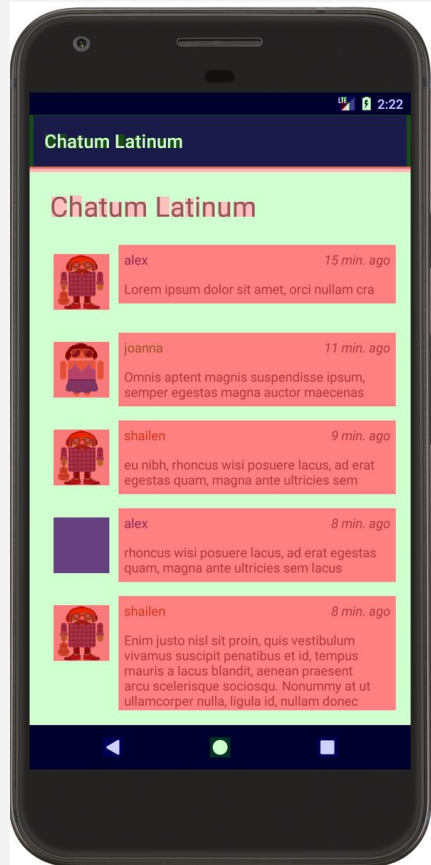 LTE 2:22
Chatum Latinum
Chatum Latinum
alex 15 min. ago
Lorem ipsum dolor sit amet, orci nullam cra
joanna 11 min. ago
Omnis aptent magnis suspendisse ipsum,
semper egestas magna auctor maecenas
shailen 9 min. ago
eu nibh, rhoncus wisi posuere lacus, ad erat
egestas quam, magna ante ultricies sem
alex 8 min. ago
rhoncus wisi posuere lacus, ad erat egestas
quam, magna ante ultricies sem lacus
shailen 8 min. ago
Enim justo nisl sit proin, quis vestibulum
vivamus suscipit penatibus et id, tempus
mauris a lacus blandit, aenean praesent
arcu scelerisque sociosqu. Nonummy at ut
ullamcorper nulla, ligula id, nullam donec